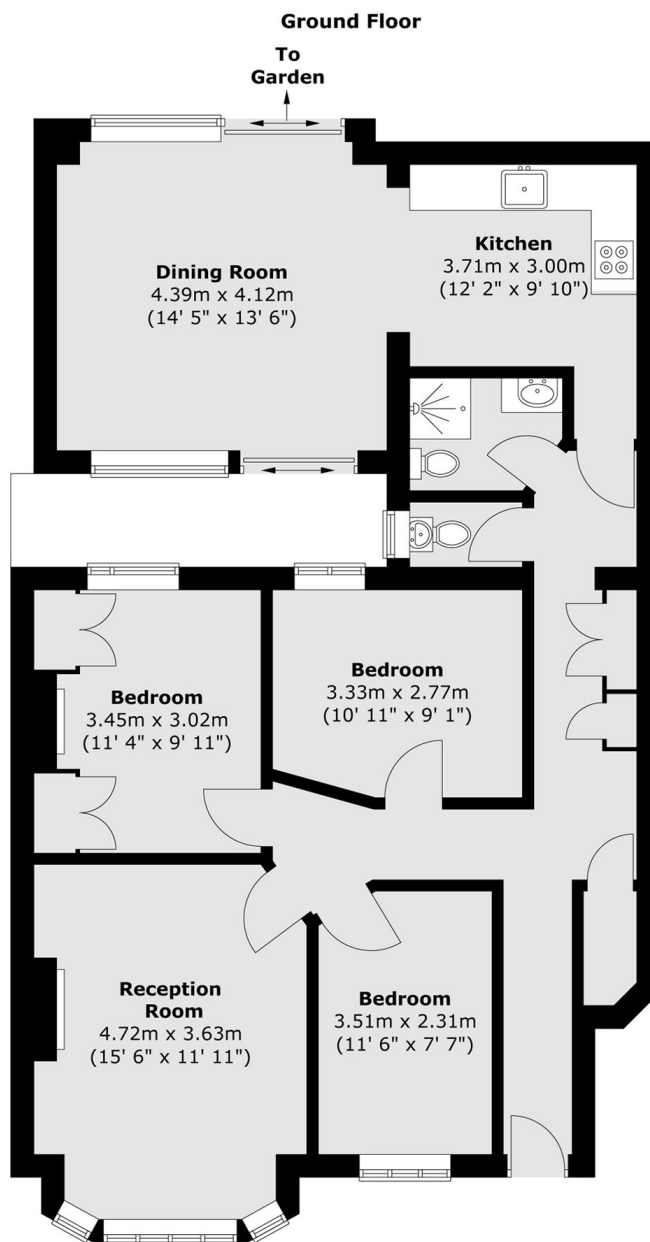 Ground Floor
To
Garden
Dining Room
4.39m x 4.12m
(14' 5" x 13' 6")
Kitchen
3.71m x 3.00m
(12' 2" x 9' 10")
Bedroom
3.45m x 3.02m
(11' 4" x 9' 11")
Bedroom
3.33m x 2.77m
(10' 11" x 9' 1")
Reception
Room
4.72m x 3.63m
(15' 6" x 11' 11")
Bedroom
3.51m x 2.31m
(11' 6" x 7' 7")